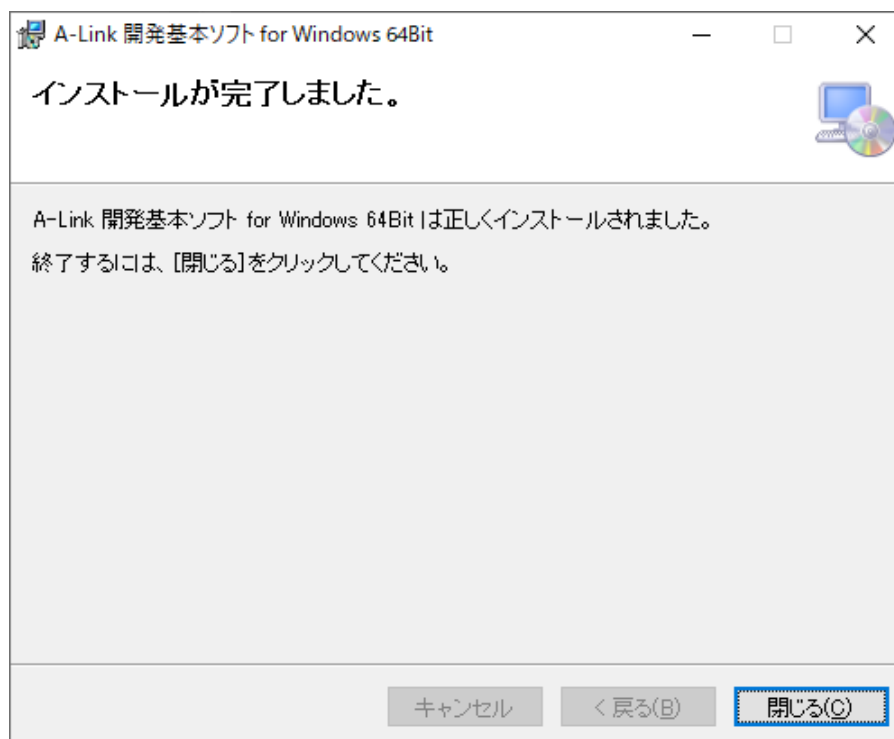 A-Link 開発基本ソフト for Windows 64Bit
インストールが完了しました。
A-Link 開発基本ソフト for Windows 64Bit は正しくインストールされました。
終了するには、[閉じる]をクリックしてください。
キャンセル
< 戻る(B)
閉じる(C)